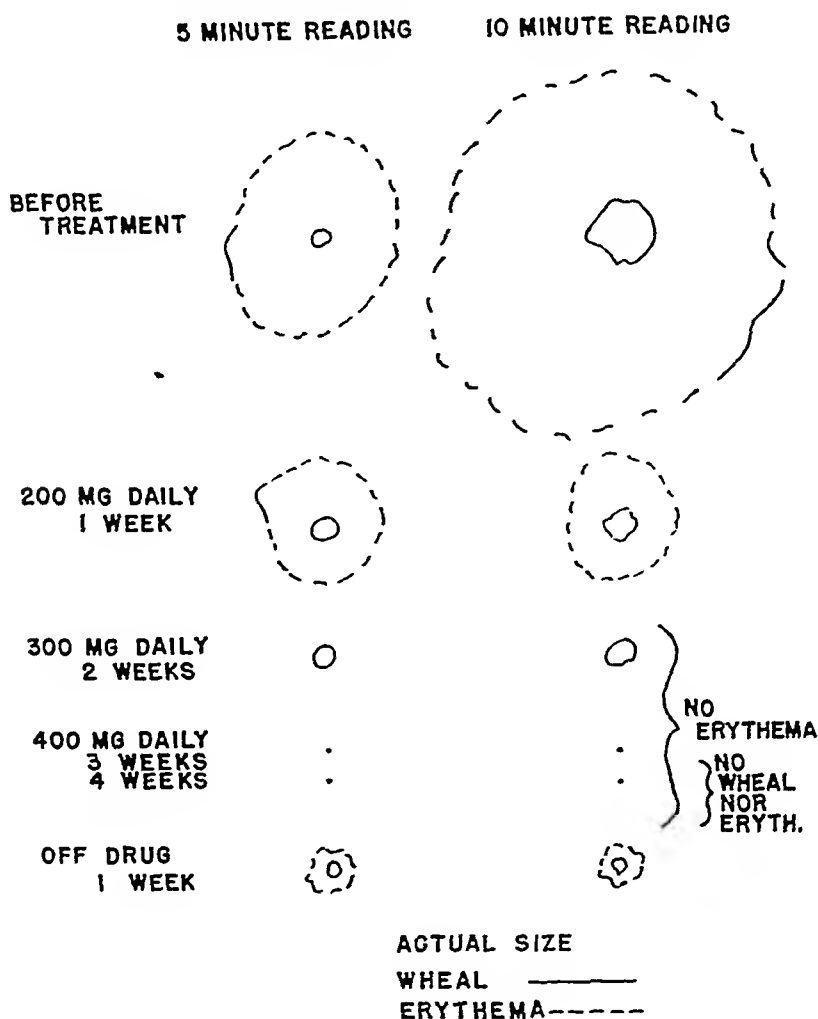 5 MINUTE READING 10 MINUTE READING
BEFORE
TREATMENT
200 MG DAILY
1 WEEK
300 MG DAILY
2 WEEKS
NO
ERYTHEMA
400 MG DAILY
3 WEEKS
4 WEEKS
NO
WHEAL
NOR
ERYTH.
OFF DRUG
1 WEEK
ACTUAL SIZE
WHEAL
ERYTHEMA